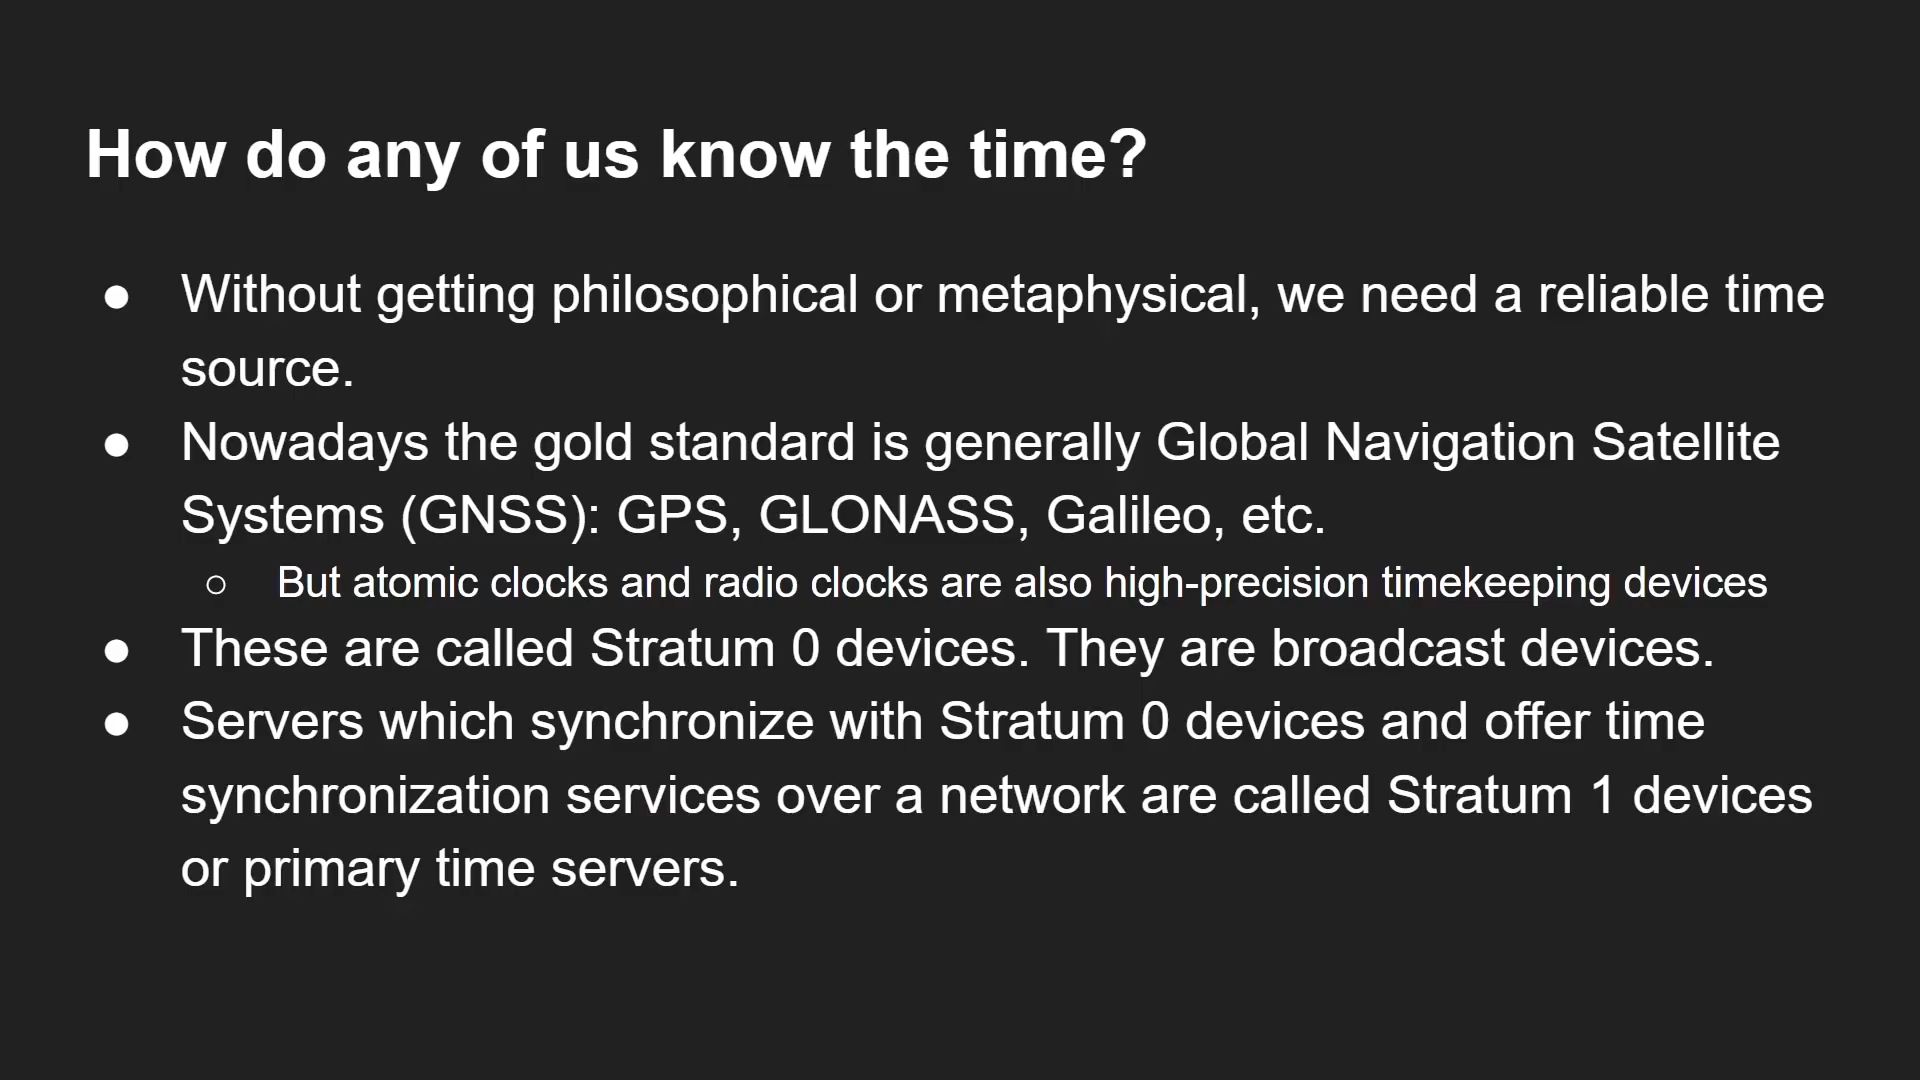 How do any of us know the time?
● Without getting philosophical or metaphysical, we need a reliable time
source.
● Nowadays the gold standard is generally Global Navigation Satellite
Systems (GNSS): GPS, GLONASS, Galileo, etc.
○ But atomic clocks and radio clocks are also high-precision timekeeping devices
● These are called Stratum 0 devices. They are broadcast devices.
● Servers which synchronize with Stratum 0 devices and offer time
synchronization services over a network are called Stratum 1 devices
or primary time servers.